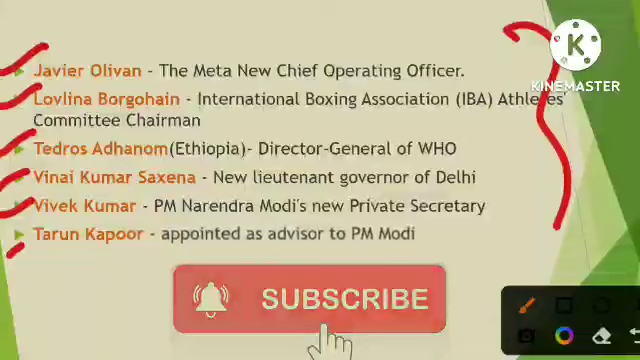 Javier Olivan - The Meta New Chief Operating Officer.
Lovlina Borgohain - International Boxing Association (IBA) Athletes'
Committee Chairman
Tedros Adhanom(Ethiopia)- Director-General of WHO
Vinai Kumar Saxena - New lieutenant governor of Delhi
Vivek Kumar - PM Narendra Modi's new Private Secretary
Tarun Kapoor - appointed as advisor to PM Modi
SUBSCRIBE
K
KINEMASTER